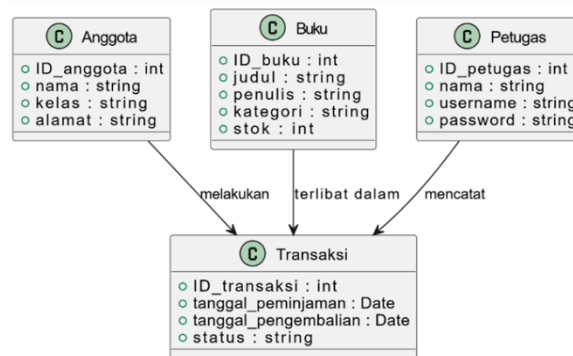 C Anggota
ID_anggota : int
nama : string
kelas : string
alamat : string
C Buku
ID_buku : int
judul : string
penulis : string
kategori : string
stok : int
C Petugas
ID_petugas : int
nama : string
username : string
password : string
melakukan
terlibat dalam
mencatat
C Transaksi
ID_transaksi : int
tanggal_peminjaman : Date
tanggal_pengembalian : Date
status : string